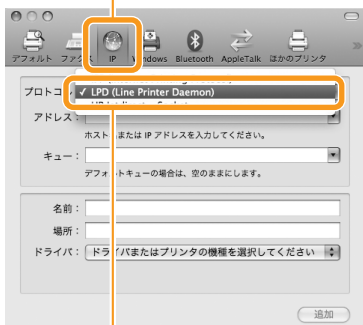 デフォルト ファクス IP Windows Bluetooth AppleTalk ほかのプリンタ
プロトコル ✓ LPD (Line Printer Daemon)
アドレス：
ホスト名または IP アドレスを入力してください。
キュー：
デフォルトキューの場合は、空のままにします。
名前：
場所：
ドライバ： ドライバまたはプリンタの機種を選択してください
追加